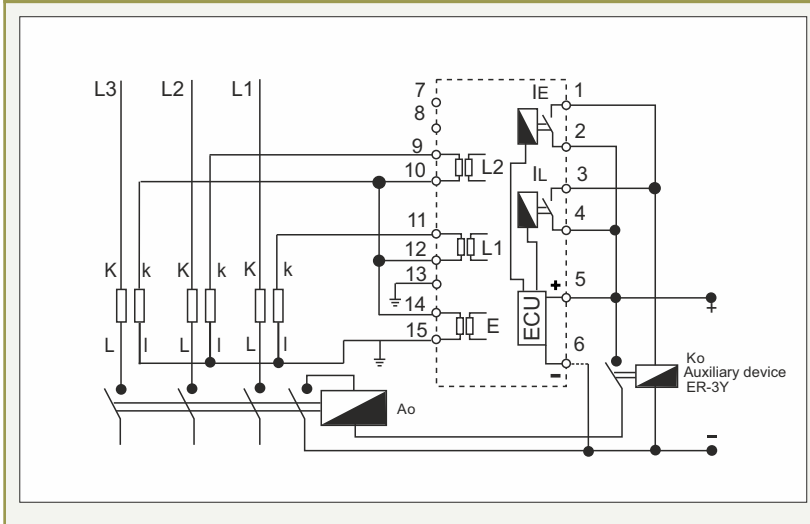 L3 L2 L1
7
8
9
10
11
12
13
14
15
IE
1
2
IL
3
4
L2
L1
E
ECU
+
5
6
-
+
K k K k K k
L l L l L l
Ao
Ko
Auxiliary device
ER-3Y
-